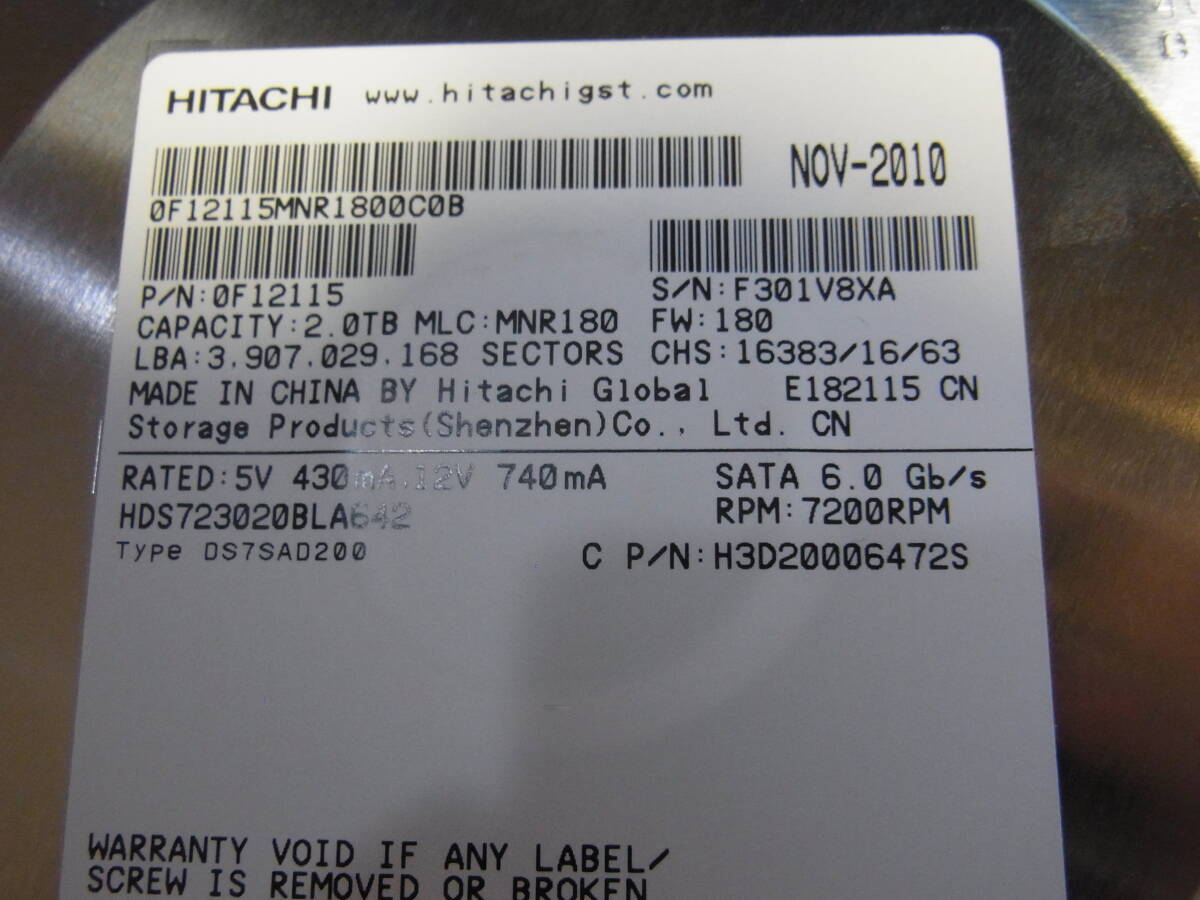 HITACHI www.hitachigst.com
NOV-2010
0F12115MNR1800C0B
P/N:0F12115 S/N:F301V8XA
CAPACITY:2.0TB MLC:MNR180 FW:180
LBA:3,907,029,168 SECTORS CHS:16383/16/63
MADE IN CHINA BY Hitachi Global E182115 CN
Storage Products(Shenzhen)Co., Ltd. CN
RATED:5V 430mA,12V 740mA SATA 6.0 Gb/s
HDS723020BLA642 RPM:7200RPM
Type DS7SAD200 C P/N:H3D20006472S
WARRANTY VOID IF ANY LABEL/
SCREW IS REMOVED OR BROKEN